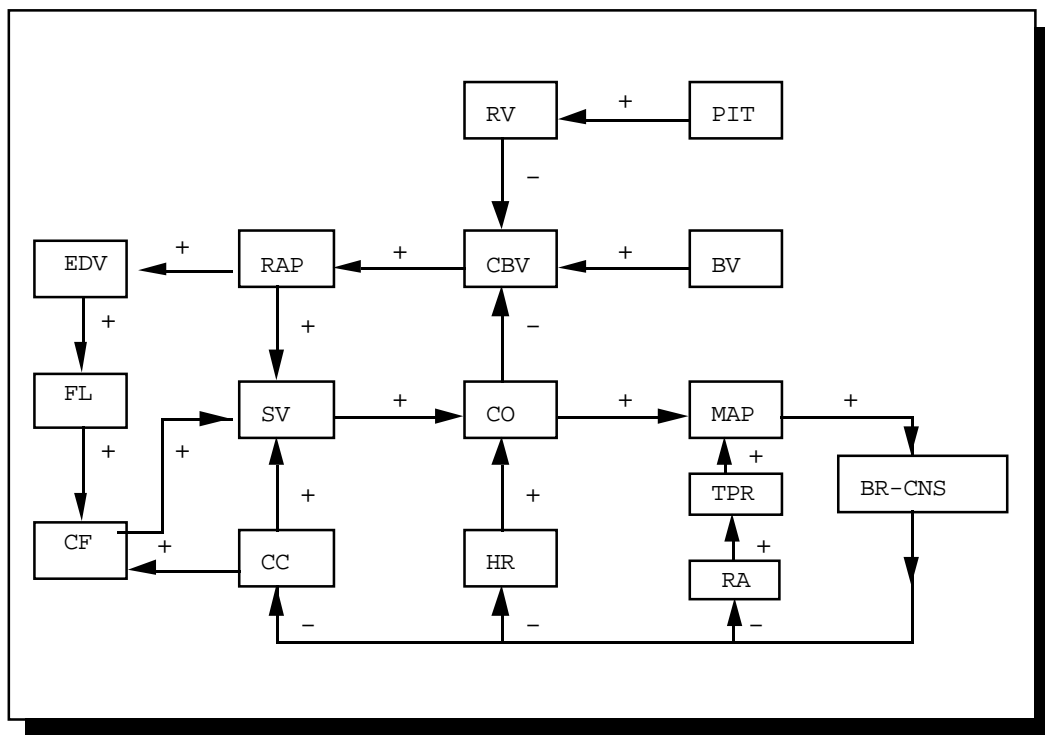 RV + PIT
−
EDV + RAP + CBV + BV
+ + −
FL SV + CO + MAP +
+ + + + + BR-CNS
TPR
CF + CC HR +
RA
− − −